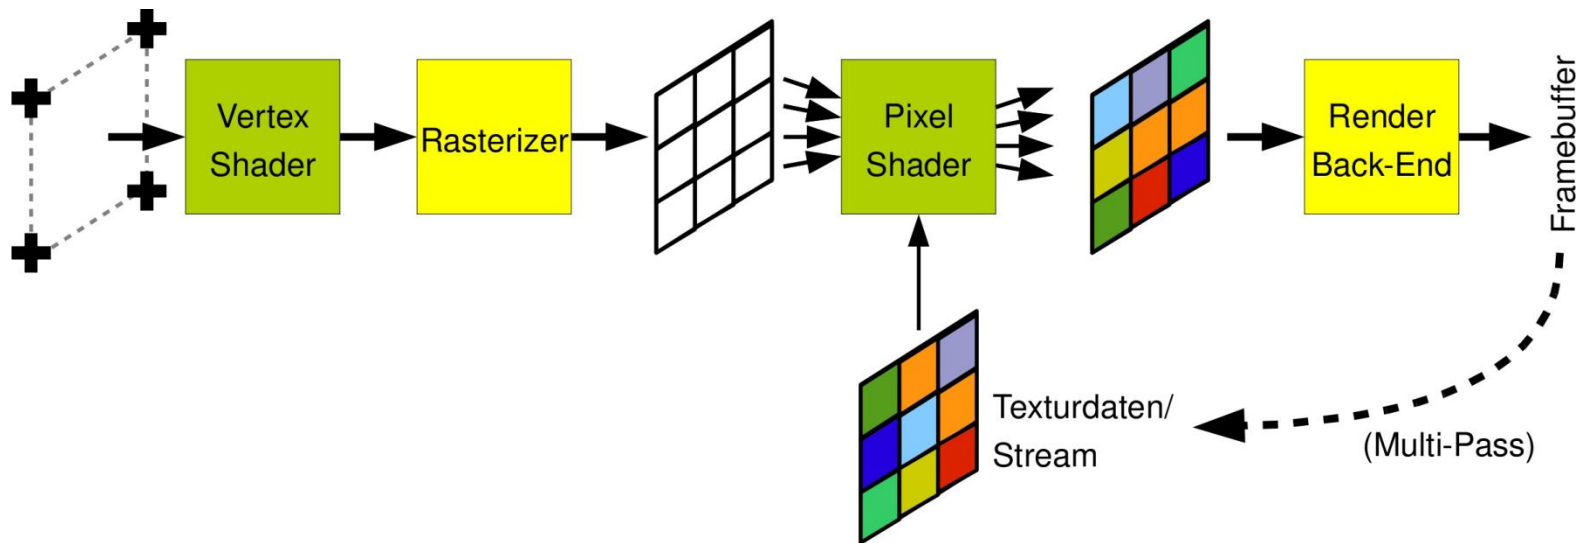 Vertex
Shader
Rasterizer
Pixel
Shader
Render
Back-End
Framebuffer
Texturdaten/
Stream
(Multi-Pass)